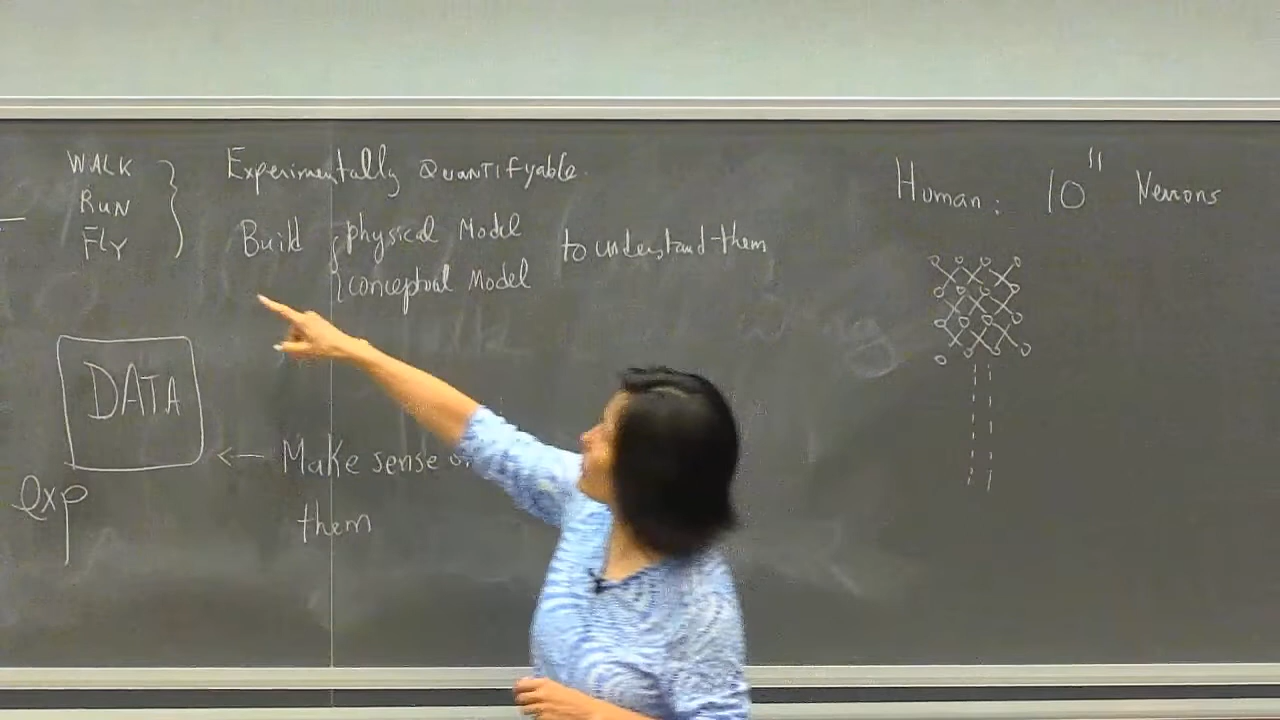 WALK
RUN
FLY
Experimentally QUANTIFyable.
Build
physical Model
conceptual Model
to understand them
DATA
exp
← Make sense
them
Human: 10¹¹ Neurons